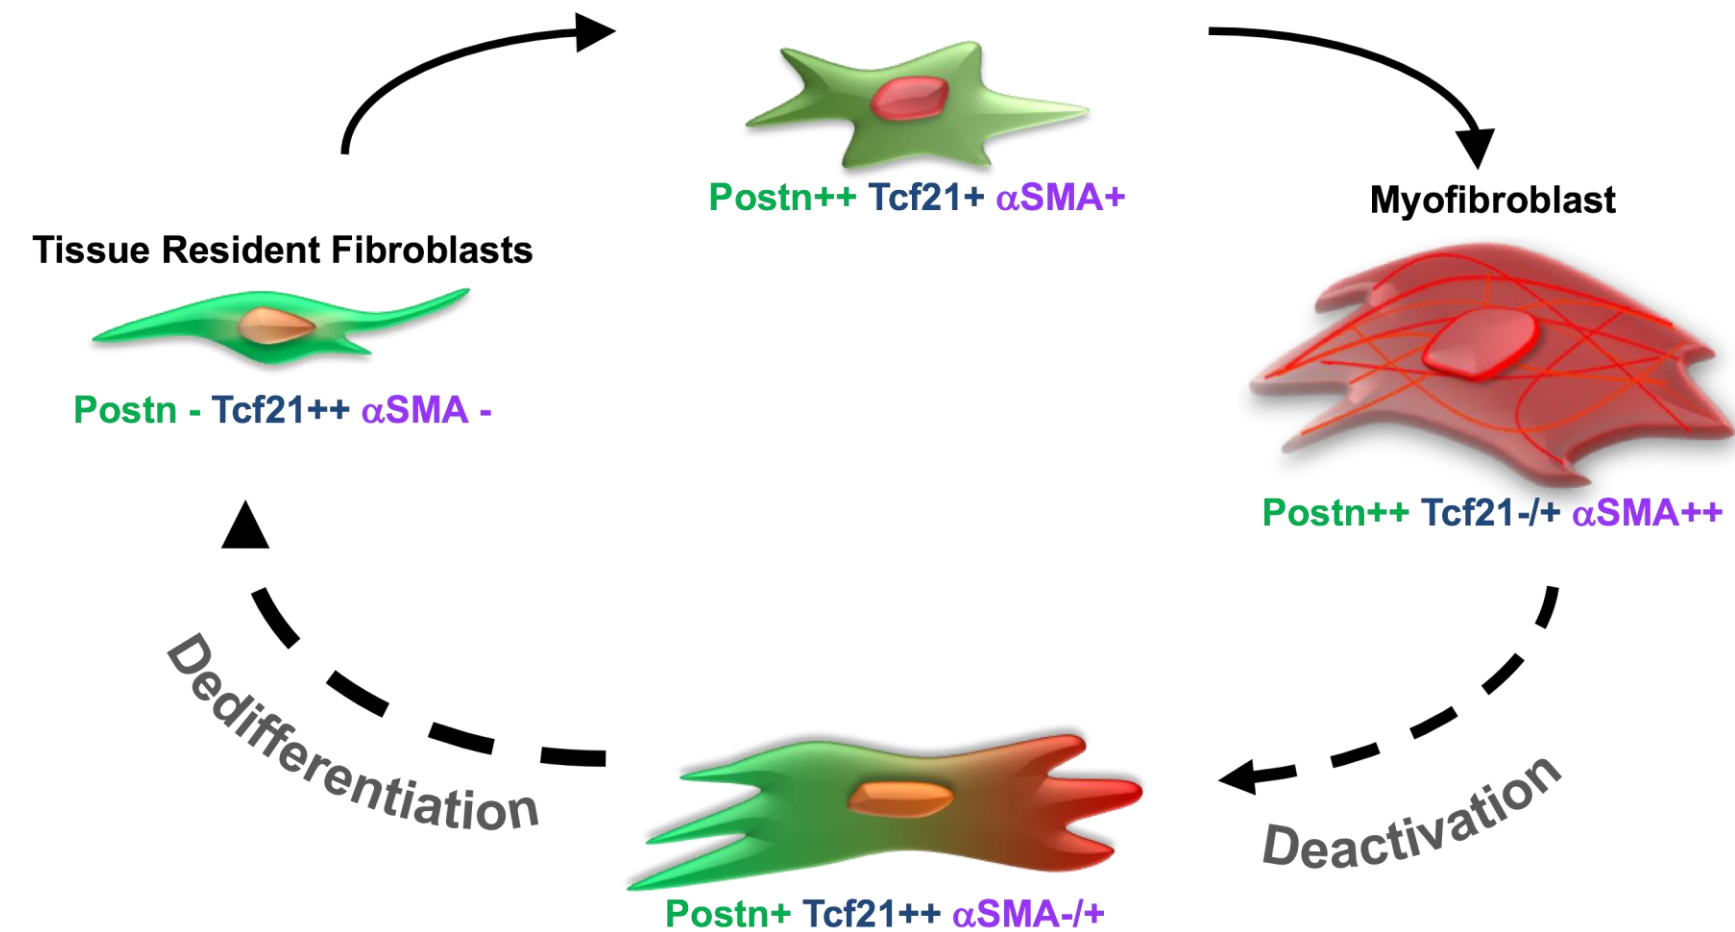 Postn++ Tcf21+ αSMA+
Myofibroblast
Tissue Resident Fibroblasts
Postn - Tcf21++ αSMA -
Postn++ Tcf21-/+ αSMA++
Dedifferentiation
Deactivation
Postn+ Tcf21++ αSMA-/+